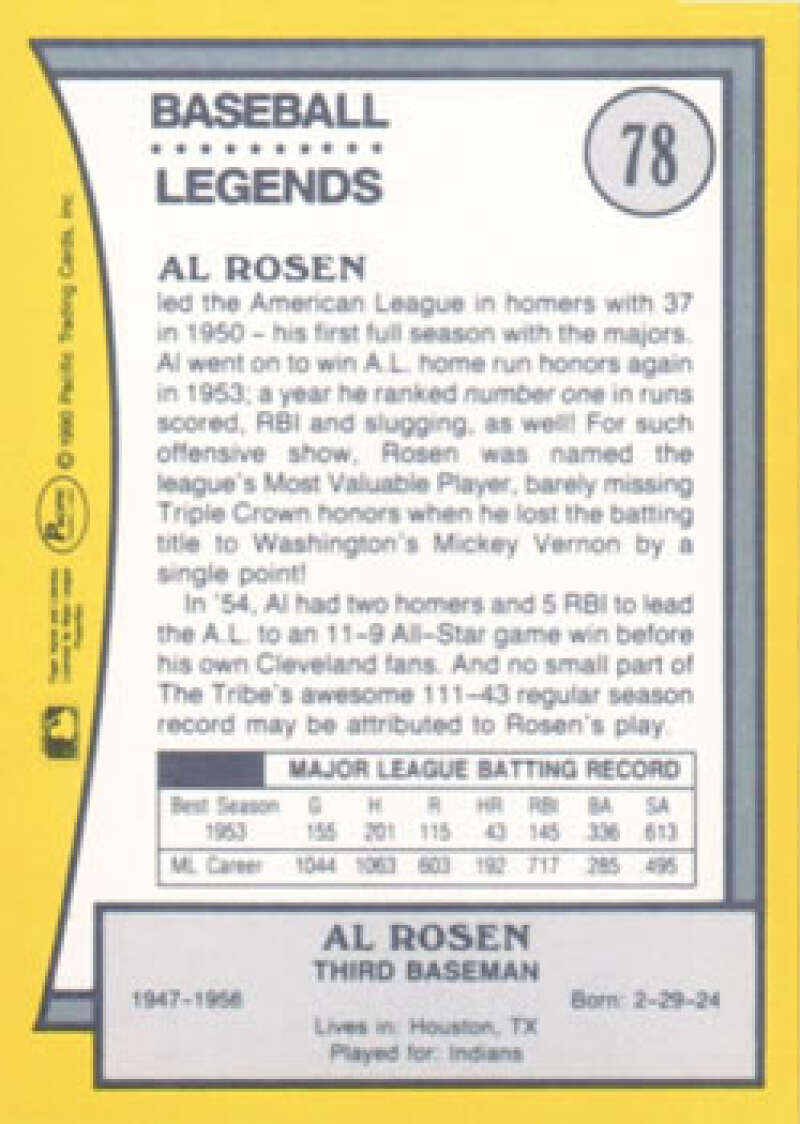 BASEBALL
LEGENDS
78
AL ROSEN
led the American League in homers with 37
in 1950 – his first full season with the majors.
Al went on to win A.L. home run honors again
in 1953; a year he ranked number one in runs
scored, RBI and slugging, as well! For such
offensive show, Rosen was named the
league's Most Valuable Player, barely missing
Triple Crown honors when he lost the batting
title to Washington's Mickey Vernon by a
single point!
In '54, Al had two homers and 5 RBI to lead
the A.L. to an 11–9 All–Star game win before
his own Cleveland fans. And no small part of
The Tribe's awesome 111–43 regular season
record may be attributed to Rosen's play.
MAJOR LEAGUE BATTING RECORD
Best Season G H R HR RBI BA SA
1953 155 201 115 43 145 .336 .613
ML Career 1044 1063 603 192 717 .285 .495
AL ROSEN
THIRD BASEMAN
1947–1956 Born: 2–29–24
Lives in: Houston, TX
Played for: Indians
© 1990 Pacific Trading Cards, Inc.
Pacific